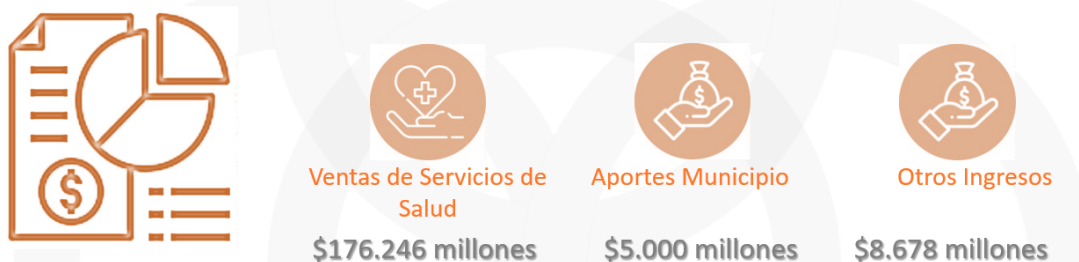 Ventas de Servicios de
Salud
$176.246 millones
Aportes Municipio
$5.000 millones
Otros Ingresos
$8.678 millones